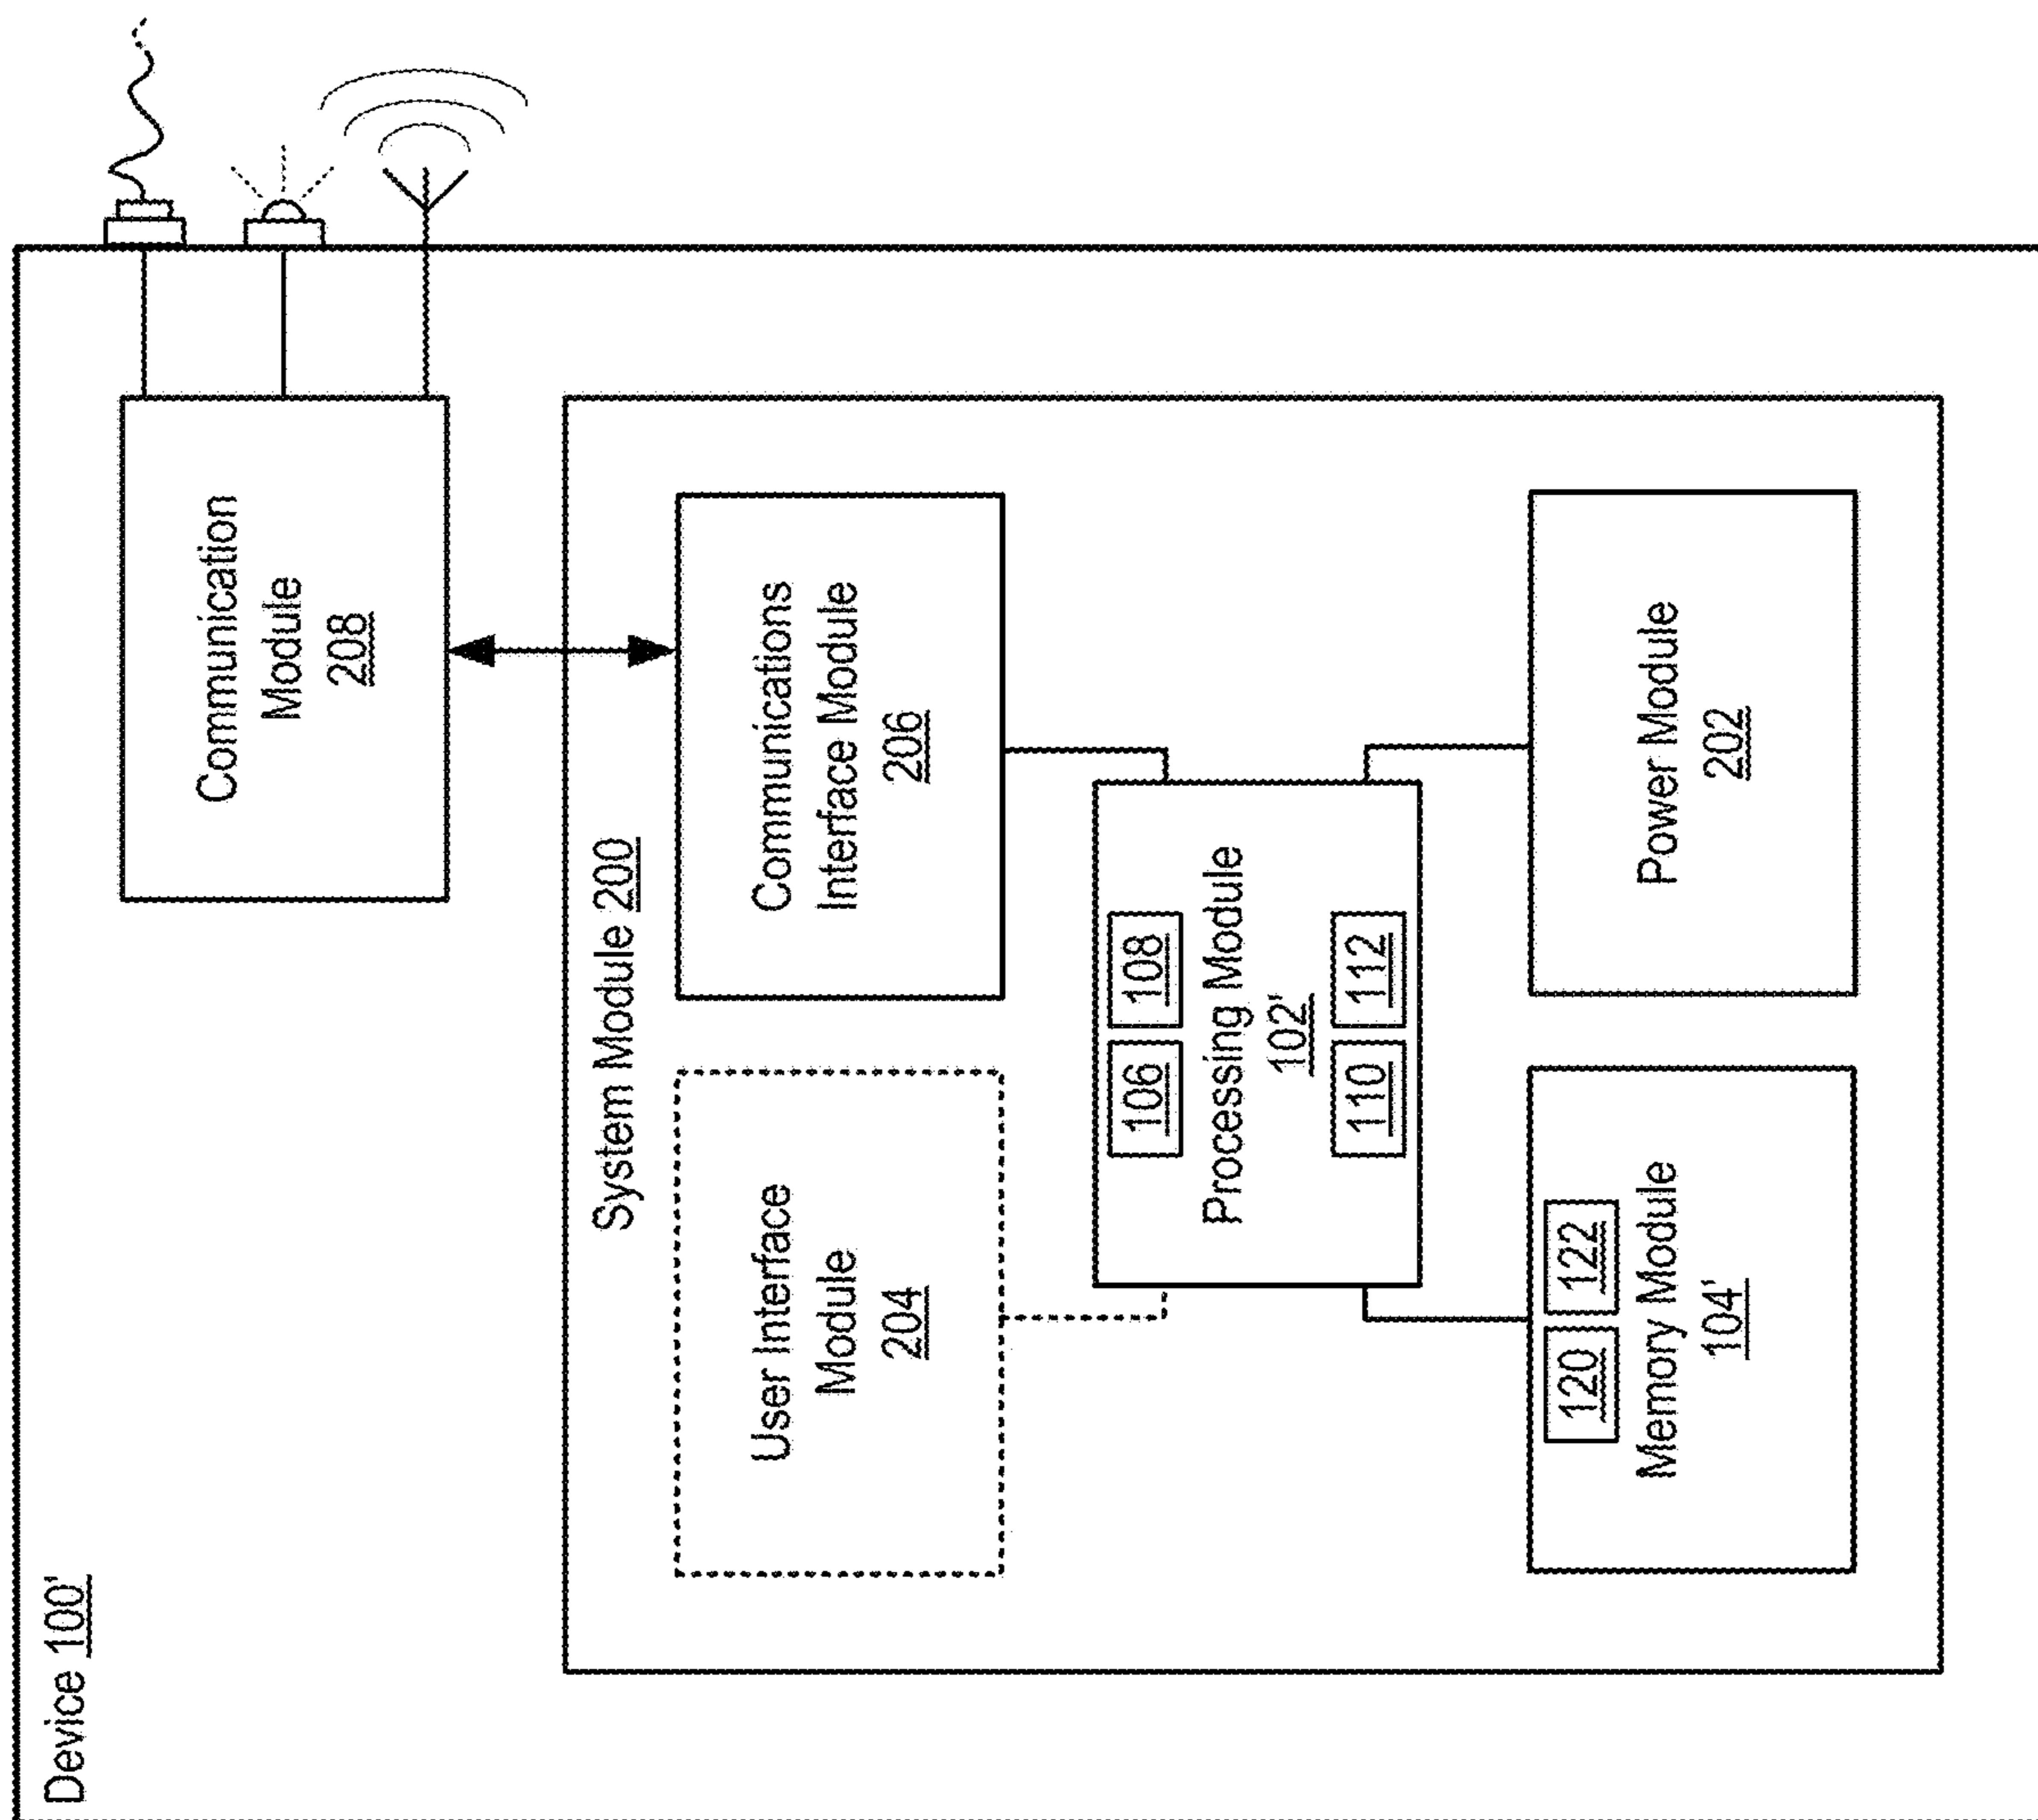 Device 100'
Communication
Module
208
System Module 200
User Interface
Module
204
Communications
Interface Module
206
106
108
Processing Module
102'
110
112
120
122
Memory Module
104'
Power Module
202